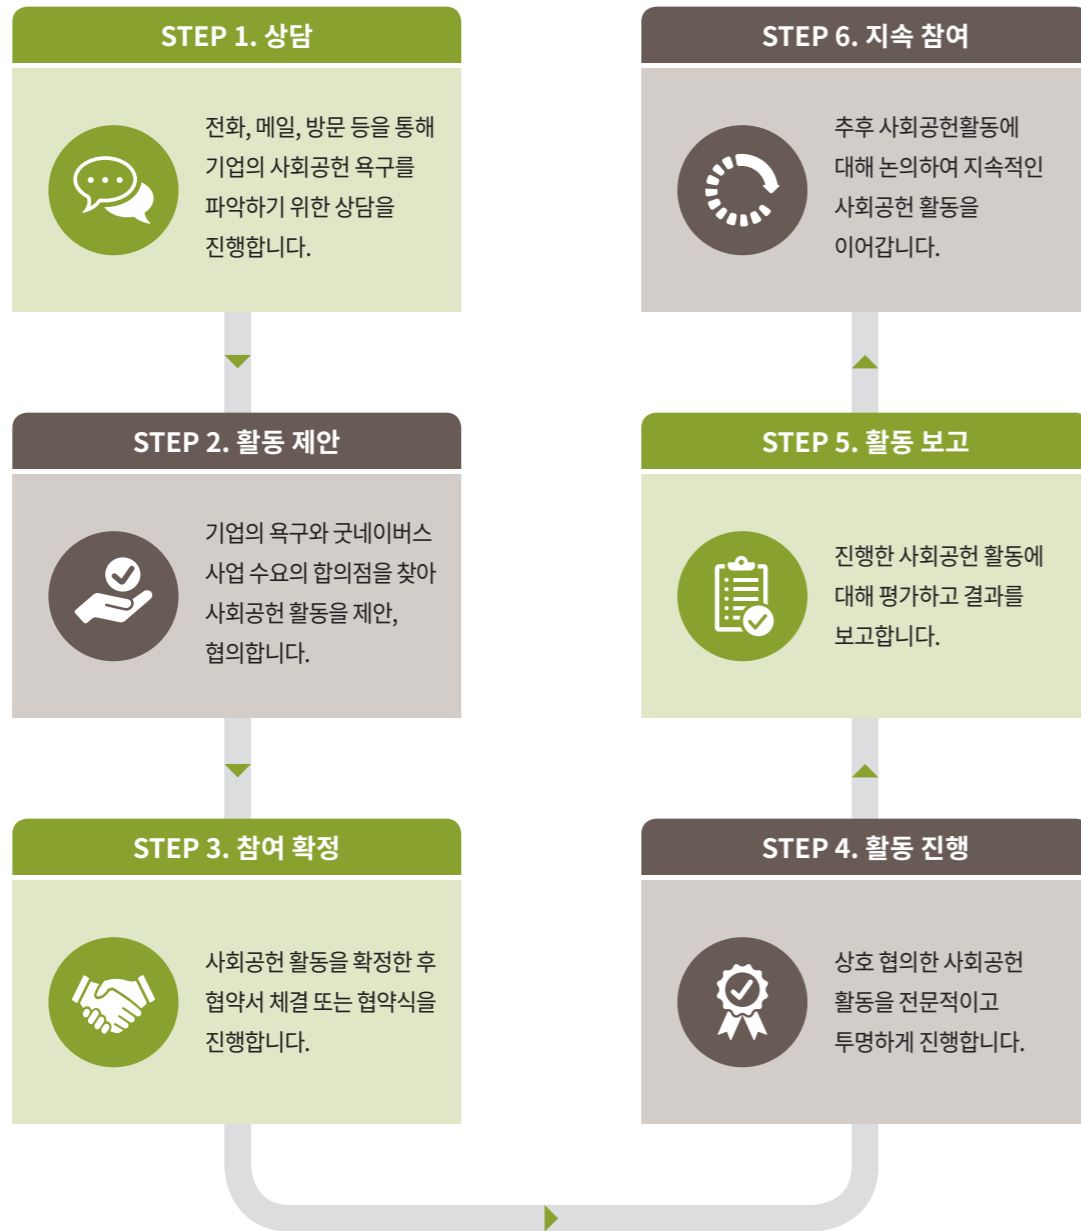 STEP 1. 상담
전화, 메일, 방문 등을 통해
기업의 사회공헌 욕구를
파악하기 위한 상담을
진행합니다.
STEP 2. 활동 제안
기업의 욕구와 굿네이버스
사업 수요의 합의점을 찾아
사회공헌 활동을 제안,
협의합니다.
STEP 3. 참여 확정
사회공헌 활동을 확정한 후
협약서 체결 또는 협약식을
진행합니다.
STEP 4. 활동 진행
상호 협의한 사회공헌
활동을 전문적이고
투명하게 진행합니다.
STEP 5. 활동 보고
진행한 사회공헌 활동에
대해 평가하고 결과를
보고합니다.
STEP 6. 지속 참여
추후 사회공헌활동에
대해 논의하여 지속적인
사회공헌 활동을
이어갑니다.